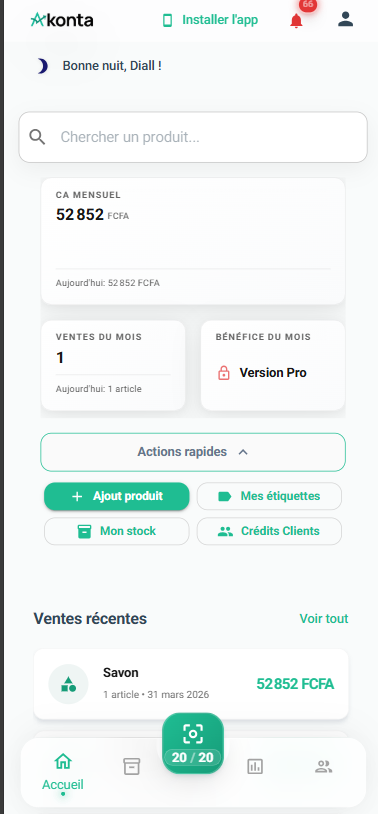 Akonta
Installer l'app
66
Bonne nuit, Diall !
Chercher un produit...
CA MENSUEL
52 852 FCFA
Aujourd'hui: 52 852 FCFA
VENTES DU MOIS
1
Aujourd'hui: 1 article
BÉNÉFICE DU MOIS
Version Pro
Actions rapides
Ajout produit
Mes étiquettes
Mon stock
Crédits Clients
Ventes récentes
Voir tout
Savon
1 article • 31 mars 2026
52 852 FCFA
20 / 20
Accueil